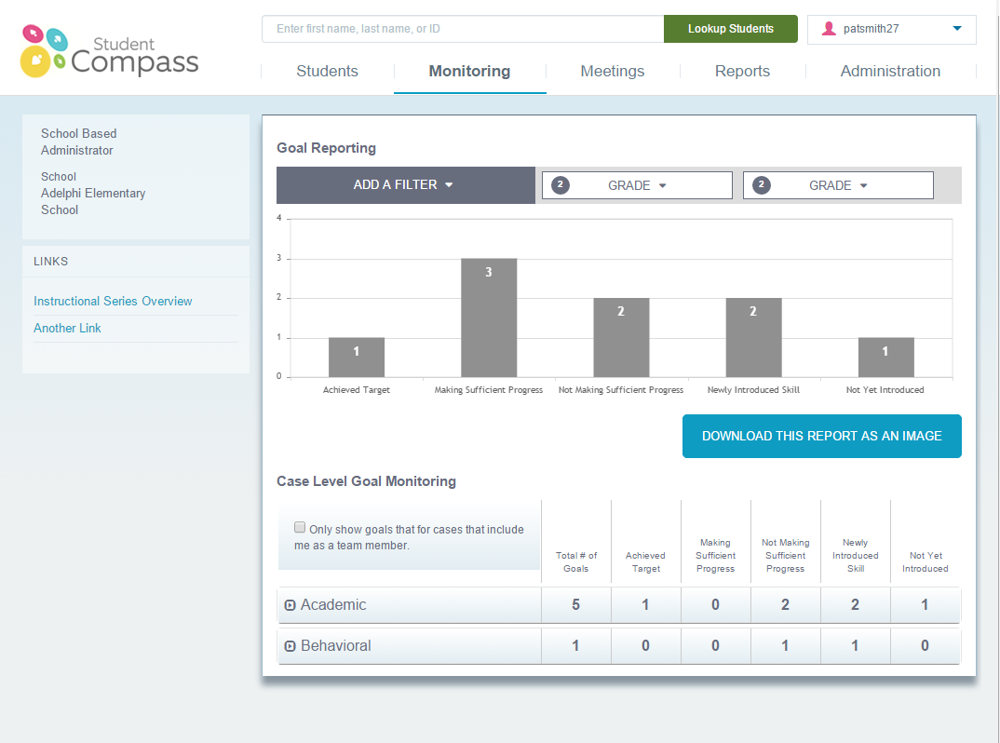 Student
Compass
Enter first name, last name, or ID
Lookup Students
patsmith27
Students
Monitoring
Meetings
Reports
Administration
School Based
Administrator
School
Adelphi Elementary
School
LINKS
Instructional Series Overview
Another Link
Goal Reporting
ADD A FILTER
2 GRADE
2 GRADE
4
3
2
1
0
1
3
2
2
1
Achieved Target
Making Sufficient Progress
Not Making Sufficient Progress
Newly Introduced Skill
Not Yet Introduced
DOWNLOAD THIS REPORT AS AN IMAGE
Case Level Goal Monitoring
Only show goals that for cases that include
me as a team member.
Total # of
Goals
Achieved
Target
Making
Sufficient
Progress
Not Making
Sufficient
Progress
Newly
Introduced
Skill
Not Yet
Introduced
Academic 5 1 0 2 2 1
Behavioral 1 0 0 1 1 0